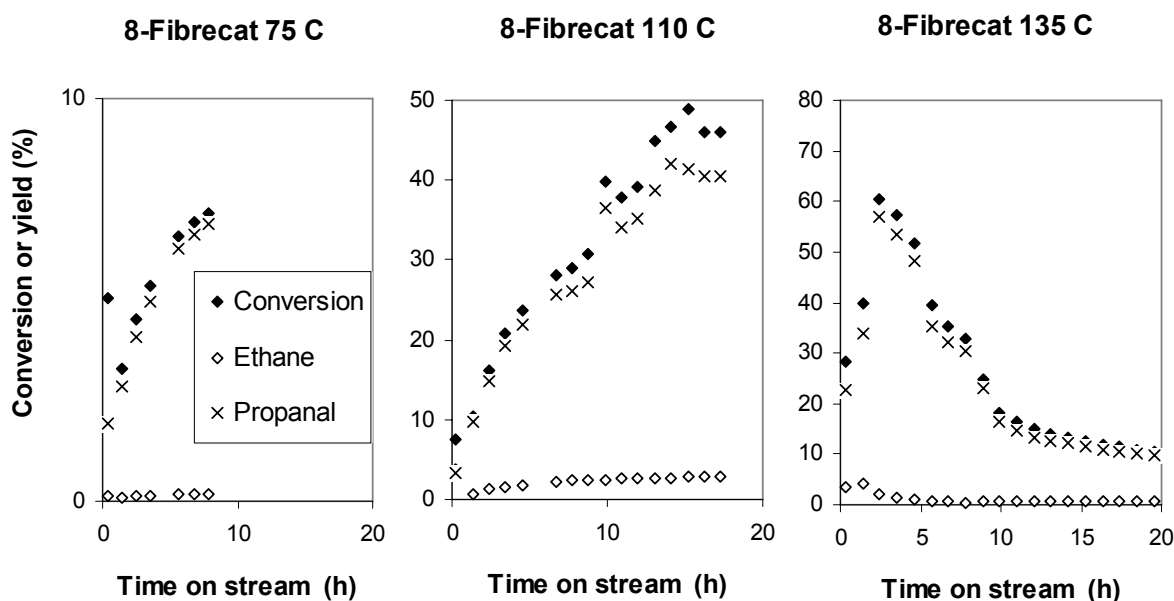 8-Fibrecat 75 C
8-Fibrecat 110 C
8-Fibrecat 135 C
Conversion or yield (%)
10
0
0
10
20
Conversion
Ethane
Propanal
Time on stream (h)
50
40
30
20
10
0
0
10
20
Time on stream (h)
80
70
60
50
40
30
20
10
0
0
5
10
15
20
Time on stream (h)